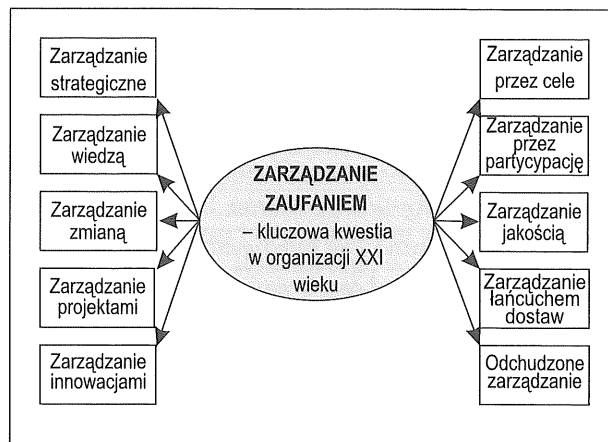 Zarządzanie
strategiczne
Zarządzanie
wiedzą
Zarządzanie
zmianą
Zarządzanie
projektami
Zarządzanie
innowacjami
ZARZĄDZANIE
ZAUFANIEM
– kluczowa kwestia
w organizacji XXI
wieku
Zarządzanie
przez cele
Zarządzanie
przez
partycypację
Zarządzanie
jakością
Zarządzanie
łańcuchem
dostaw
Odchudzone
zarządzanie